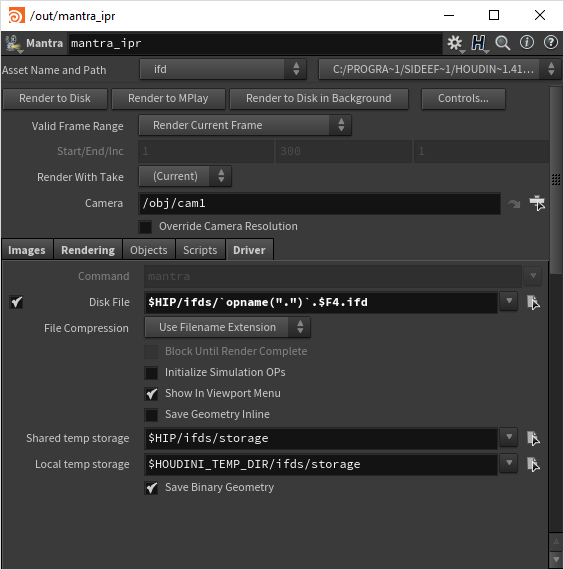 /out/mantra_ipr
Mantra mantra_ipr
Asset Name and Path ifd C:/PROGRA~1/SIDEEF~1/HOUDIN~1.41...
Render to Disk Render to MPlay Render to Disk in Background Controls...
Valid Frame Range Render Current Frame
Start/End/Inc 1 300 1
Render With Take (Current)
Camera /obj/cam1
Override Camera Resolution
Images Rendering Objects Scripts Driver
Command mantra
Disk File $HIP/ifds/`opname(".")`.$F4.ifd
File Compression Use Filename Extension
Block Until Render Complete
Initialize Simulation OPs
Show In Viewport Menu
Save Geometry Inline
Shared temp storage $HIP/ifds/storage
Local temp storage $HOUDINI_TEMP_DIR/ifds/storage
Save Binary Geometry